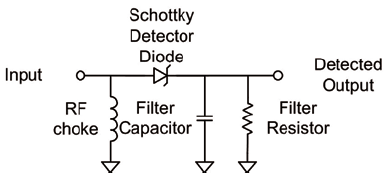 Schottky
Detector
Diode
Input
Detected
Output
RF
choke
Filter
Capacitor
Filter
Resistor